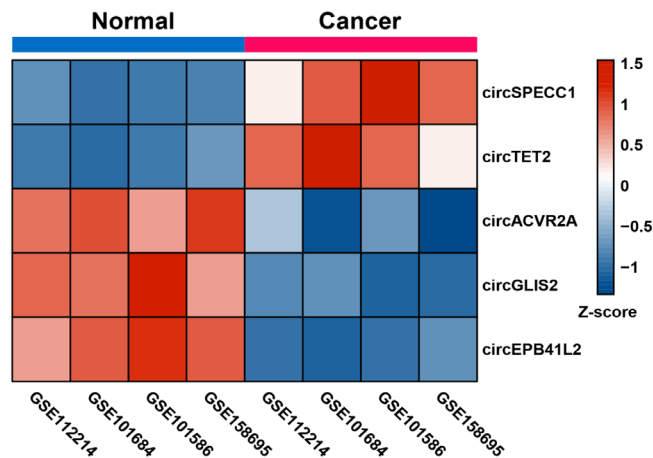 Normal Cancer
circSPECC1
circTET2
circACVR2A
circGLIS2
circEPB41L2
1.5
1
0.5
0
−0.5
−1
Z-score
GSE112214 GSE101684 GSE101586 GSE158695 GSE112214 GSE101684 GSE101586 GSE158695